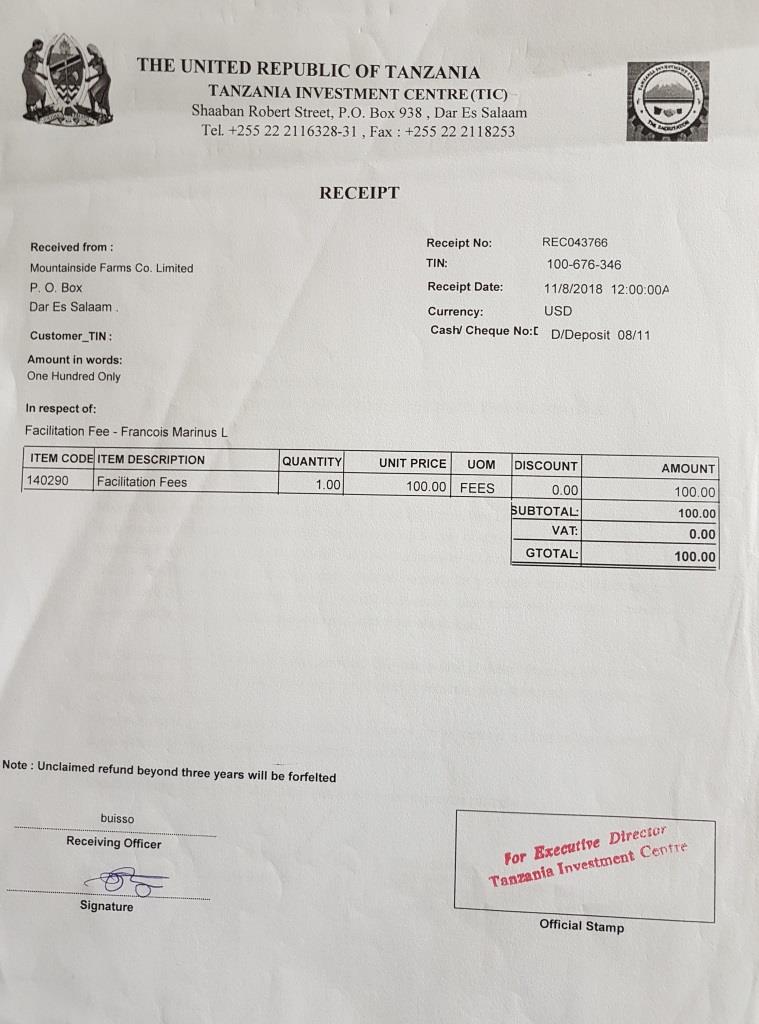 THE UNITED REPUBLIC OF TANZANIA
TANZANIA INVESTMENT CENTRE (TIC)
Shaaban Robert Street, P.O. Box 938 , Dar Es Salaam
Tel. +255 22 2116328-31 , Fax : +255 22 2118253
RECEIPT
Received from :
Mountainside Farms Co. Limited
P. O. Box
Dar Es Salaam .
Customer_TIN :
Amount in words:
One Hundred Only
In respect of:
Facilitation Fee - Francois Marinus L
Receipt No: REC043766
TIN: 100-676-346
Receipt Date: 11/8/2018 12:00:00A
Currency: USD
Cash/ Cheque No:[ D/Deposit 08/11
ITEM CODE ITEM DESCRIPTION QUANTITY UNIT PRICE UOM DISCOUNT AMOUNT
140290 Facilitation Fees 1.00 100.00 FEES 0.00 100.00
SUBTOTAL: 100.00
VAT: 0.00
GTOTAL: 100.00
Note : Unclaimed refund beyond three years will be forfelted
buisso
Receiving Officer
Signature
For Executive Director
Tanzania Investment Centre
Official Stamp